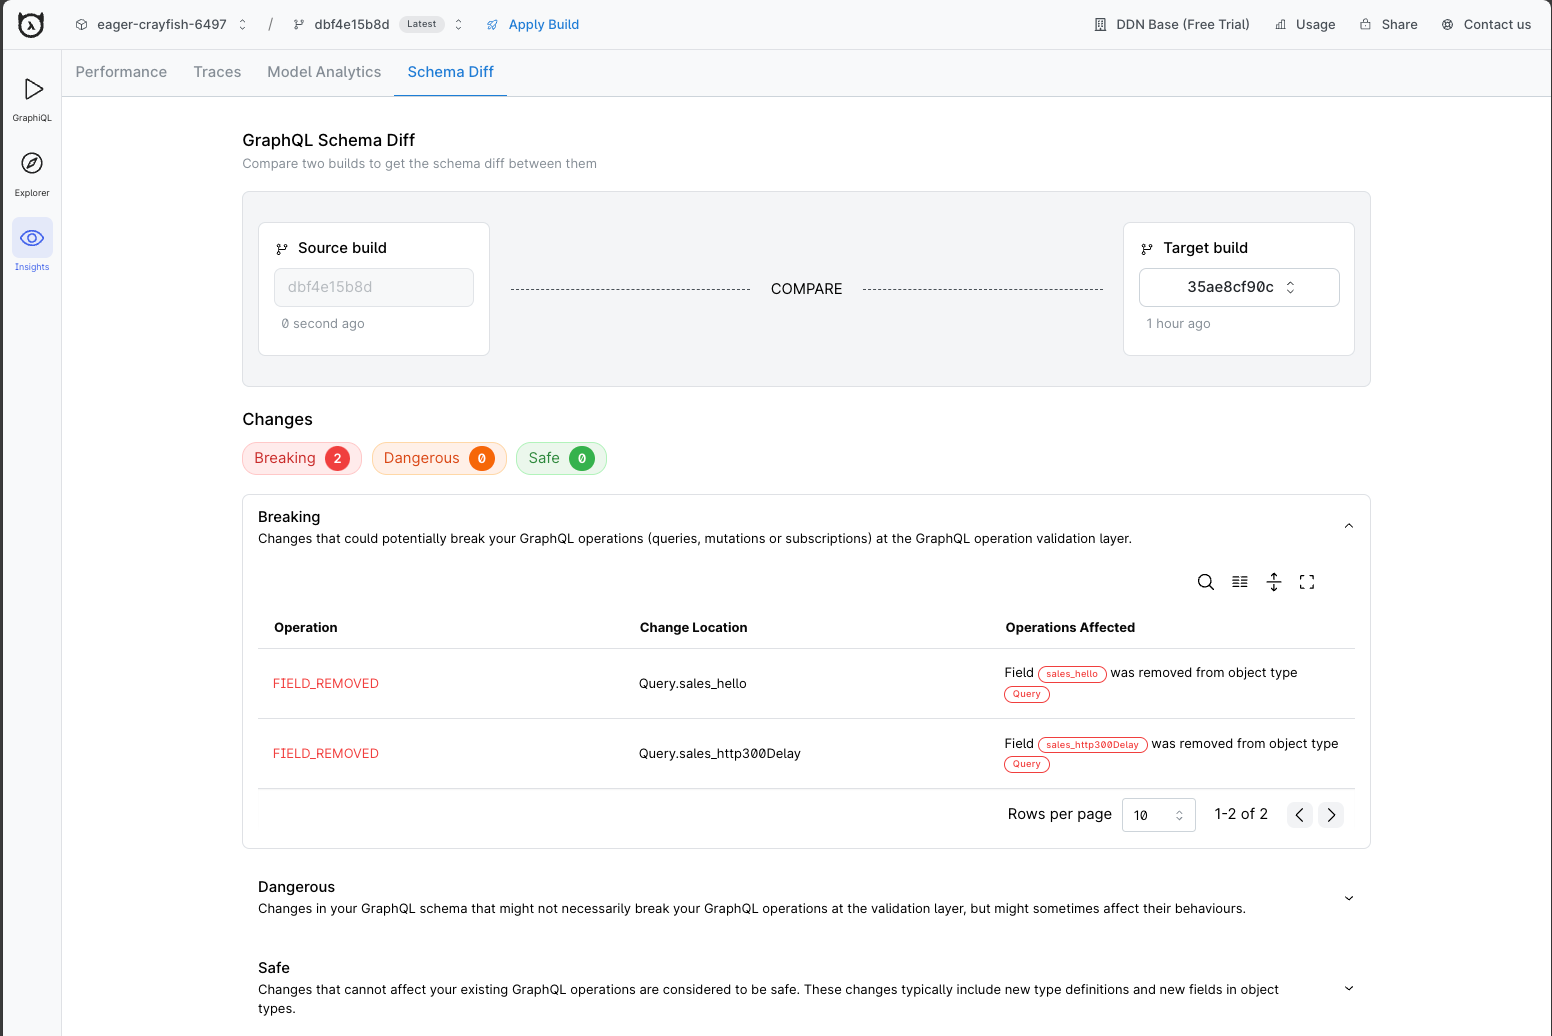 eager-crayfish-6497 / dbf4e15b8d Latest Apply Build DDN Base (Free Trial) Usage Share Contact us
Performance Traces Model Analytics Schema Diff
GraphiQL
Explorer
Insights
GraphQL Schema Diff
Compare two builds to get the schema diff between them
Source build
dbf4e15b8d
0 second ago
COMPARE
Target build
35ae8cf90c
1 hour ago
Changes
Breaking 2 Dangerous 0 Safe 0
Breaking
Changes that could potentially break your GraphQL operations (queries, mutations or subscriptions) at the GraphQL operation validation layer.
Operation Change Location Operations Affected
FIELD_REMOVED Query.sales_hello Field sales_hello was removed from object type
Query
FIELD_REMOVED Query.sales_http300Delay Field sales_http300Delay was removed from object type
Query
Rows per page 10 1-2 of 2
Dangerous
Changes in your GraphQL schema that might not necessarily break your GraphQL operations at the validation layer, but might sometimes affect their behaviours.
Safe
Changes that cannot affect your existing GraphQL operations are considered to be safe. These changes typically include new type definitions and new fields in object
types.